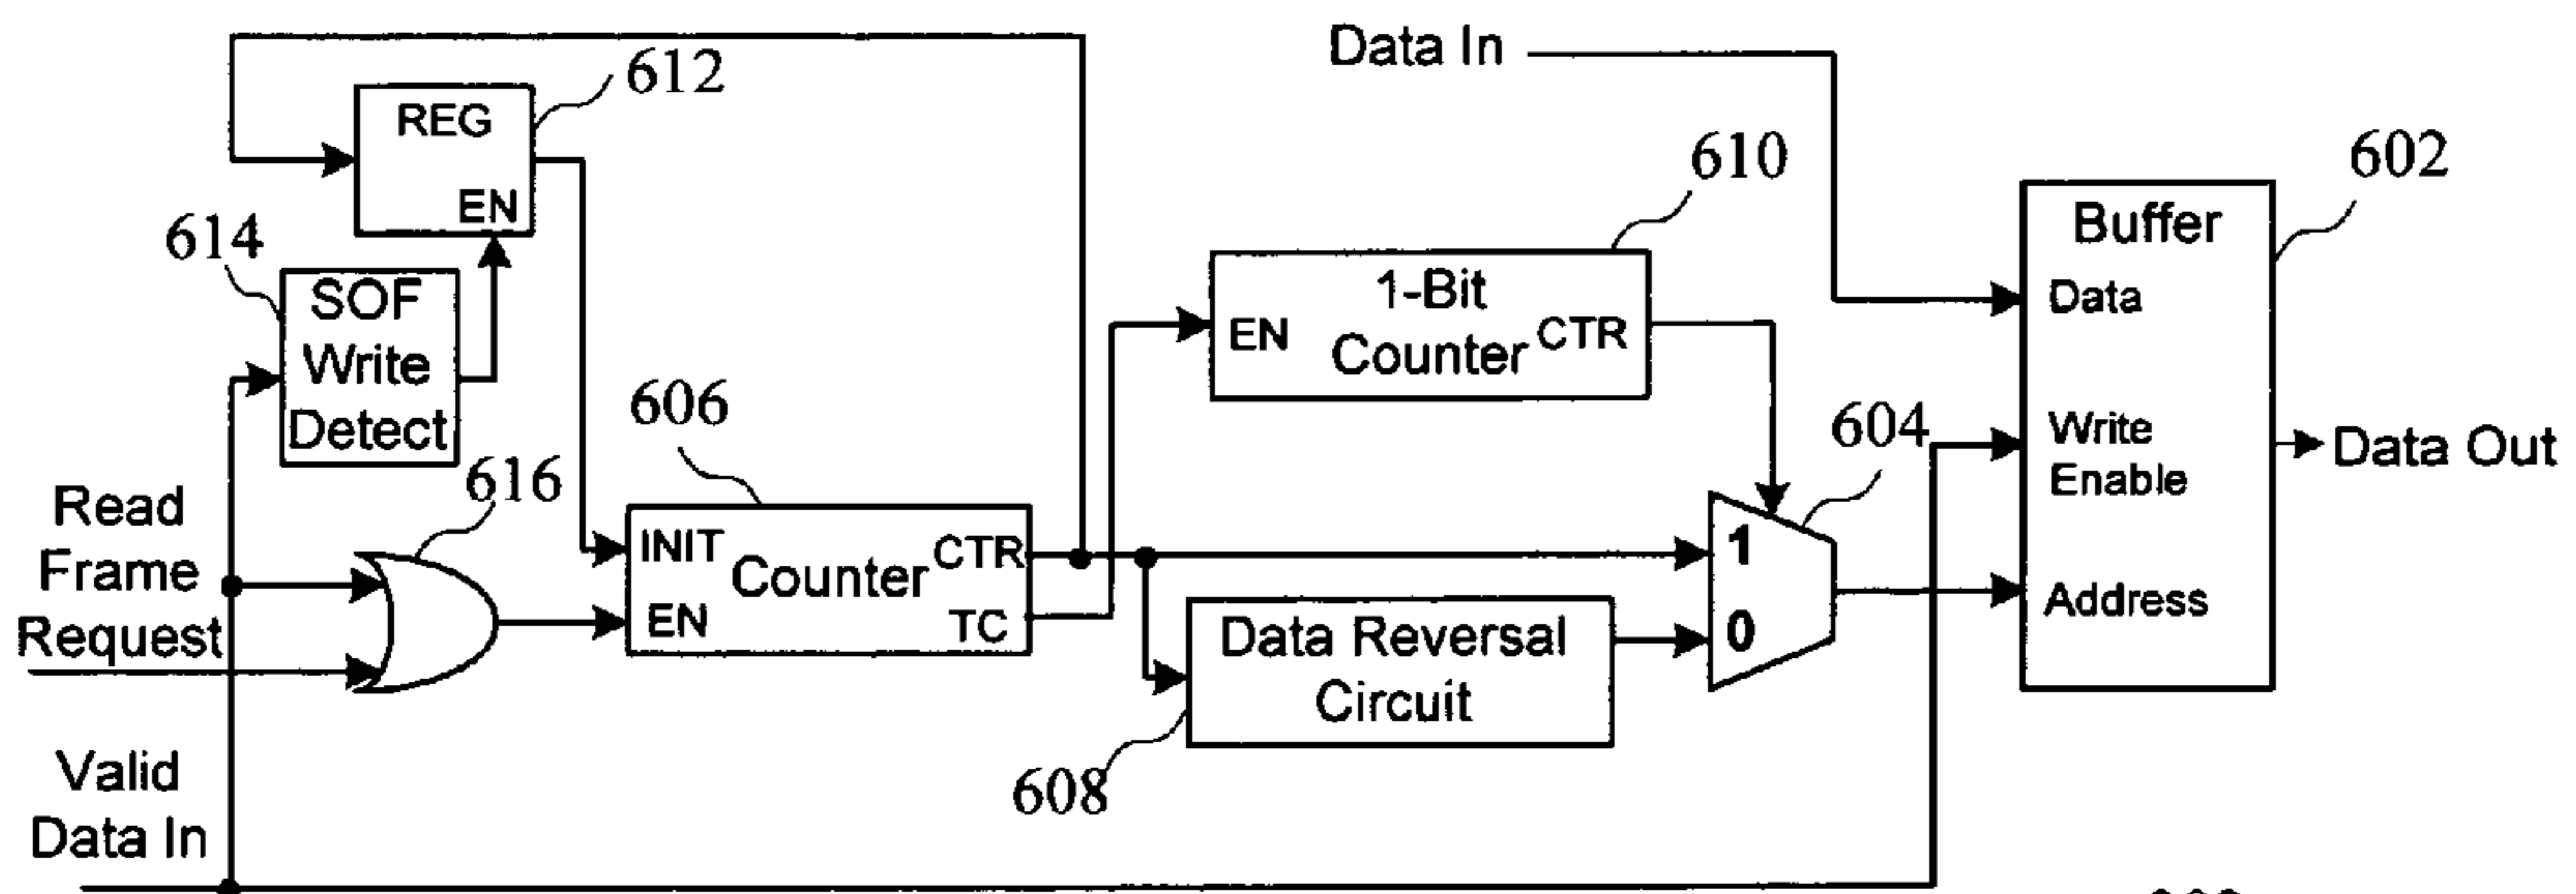 Data In
612
REG
EN
610
602
614
SOF
Write
Detect
1-Bit
Counter
EN
CTR
Buffer
Data
Write
Enable
Address
Data Out
606
604
616
Read
Frame
Request
INIT
EN
Counter
CTR
TC
1
0
Data Reversal
Circuit
608
Valid
Data In